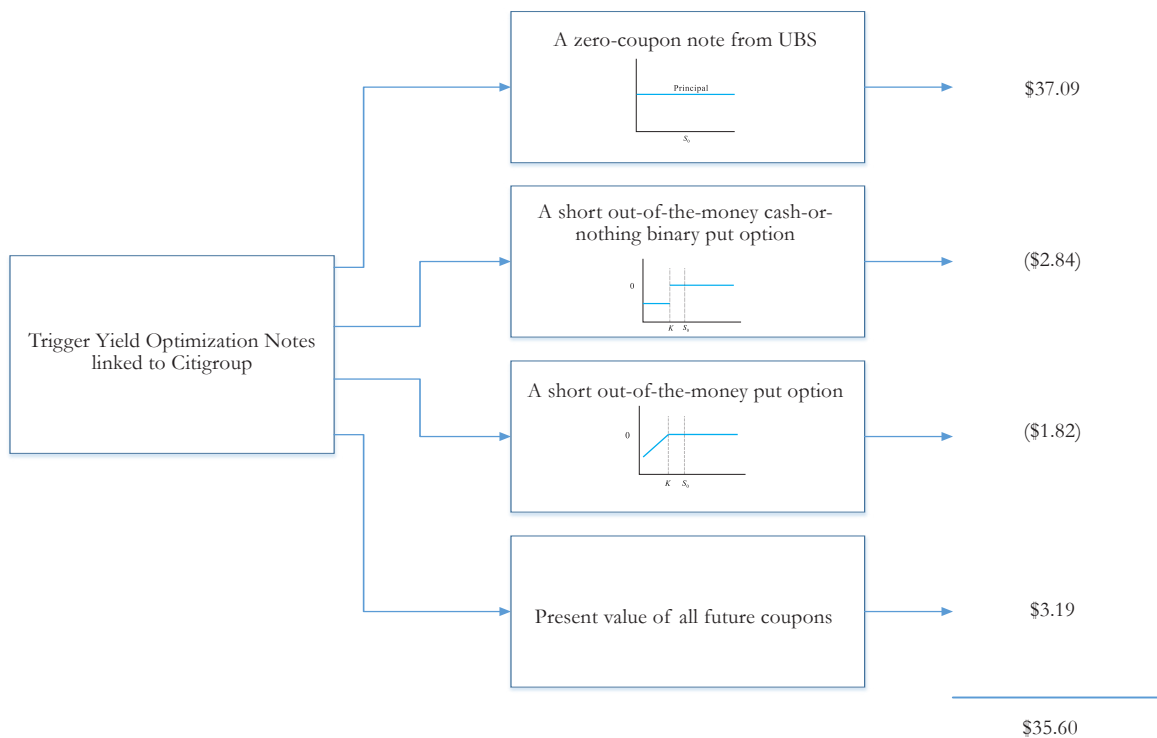 A zero-coupon note from UBS
Principal
S₀
$37.09
A short out-of-the-money cash-or-
nothing binary put option
0
K
S₀
($2.84)
Trigger Yield Optimization Notes
linked to Citigroup
A short out-of-the-money put option
0
K
S₀
($1.82)
Present value of all future coupons
$3.19
$35.60